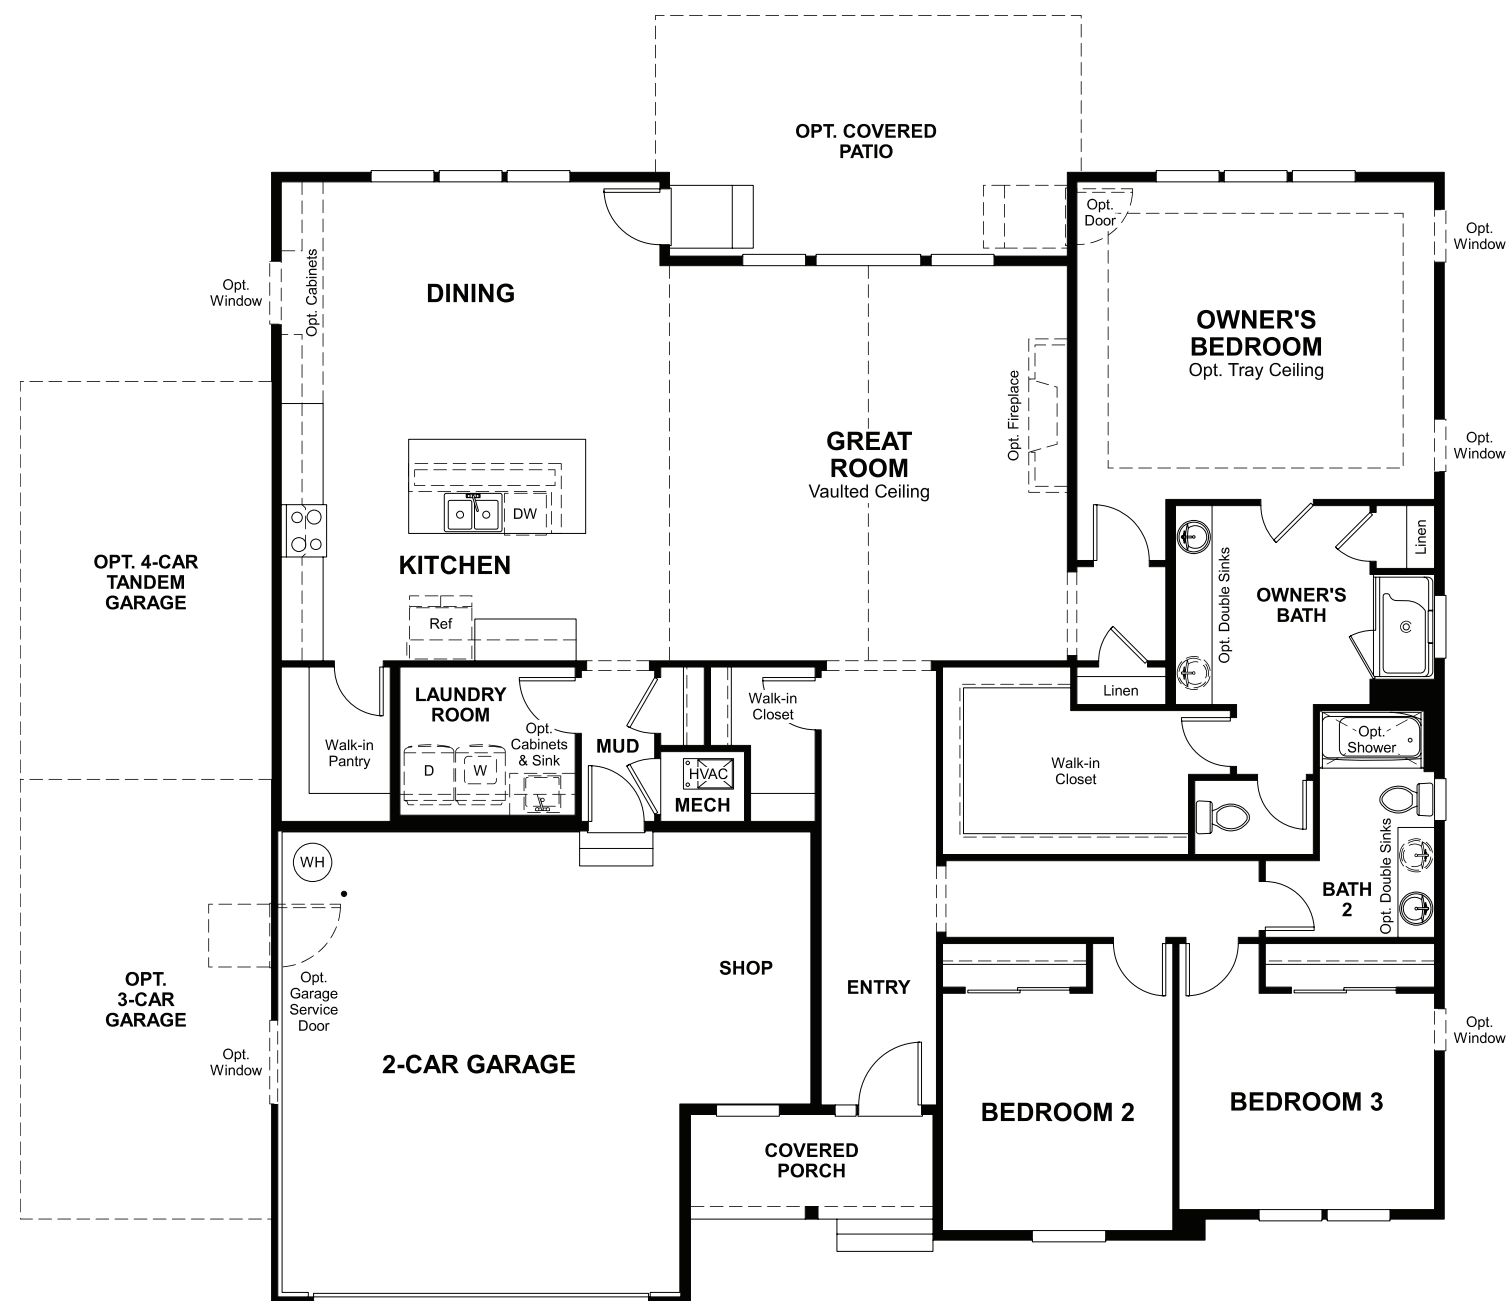 OPT. COVERED
PATIO
Opt.
Door
Opt.
Window
Opt.
Window
Opt. Cabinets
DINING
OWNER'S
BEDROOM
Opt. Tray Ceiling
Opt. Fireplace
GREAT
ROOM
Vaulted Ceiling
Opt.
Window
DW
KITCHEN
Ref
OPT. 4-CAR
TANDEM
GARAGE
Linen
Opt. Double Sinks
OWNER'S
BATH
LAUNDRY
ROOM
Opt.
Cabinets
& Sink
Walk-in
Pantry
D
W
MUD
Walk-in
Closet
HVAC
MECH
Linen
Walk-in
Closet
Opt.
Shower
Opt. Double Sinks
BATH
2
WH
Opt.
Garage
Service
Door
SHOP
ENTRY
OPT.
3-CAR
GARAGE
Opt.
Window
Opt.
Window
2-CAR GARAGE
BEDROOM 2
BEDROOM 3
COVERED
PORCH